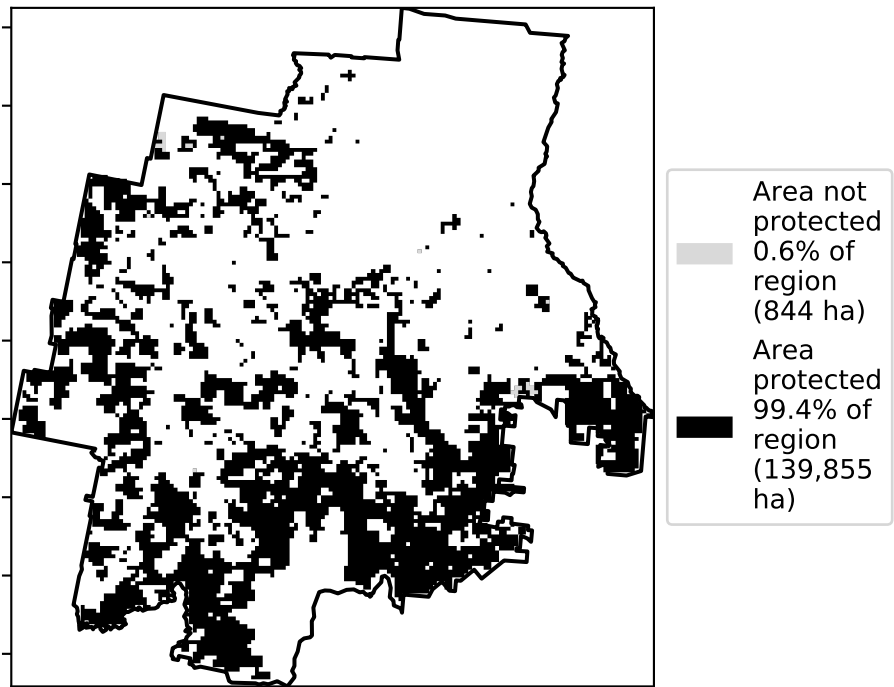 Area not
protected
0.6% of
region
(844 ha)
Area
protected
99.4% of
region
(139,855
ha)